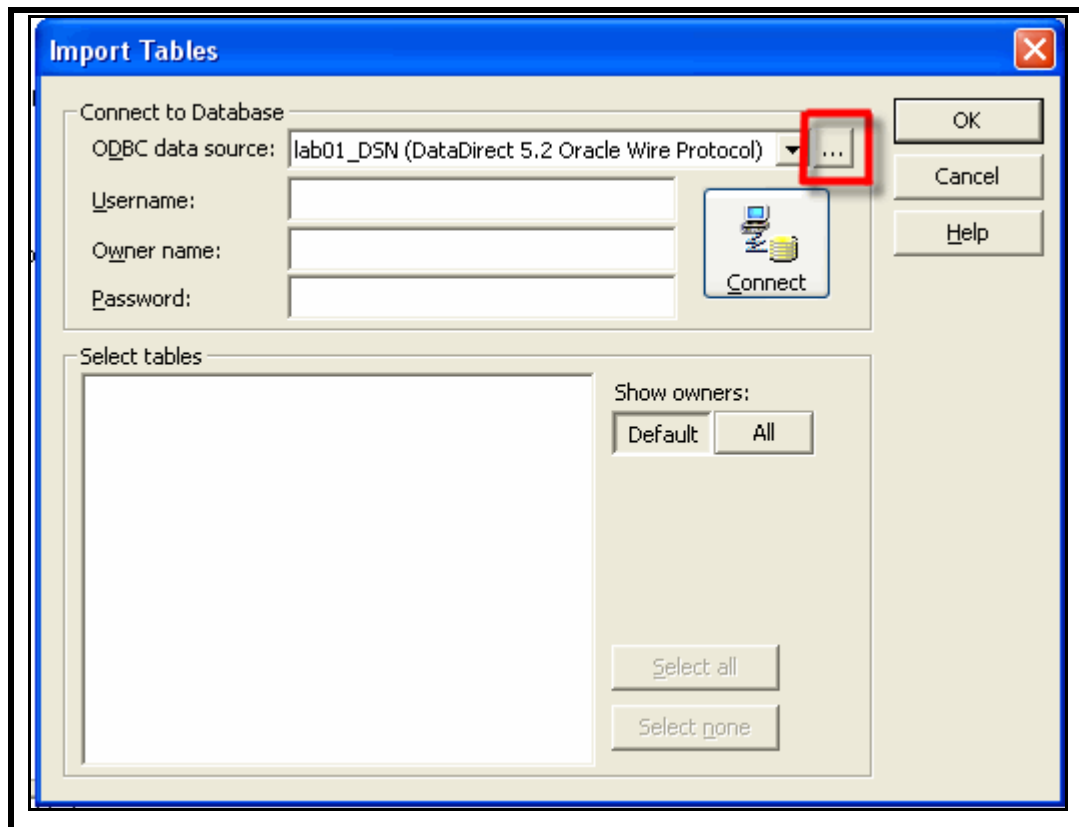 Import Tables
Connect to Database
ODBC data source: lab01_DSN (DataDirect 5.2 Oracle Wire Protocol) ...
Username:
Owner name:
Password:
Connect
OK
Cancel
Help
Select tables
Show owners:
Default All
Select all
Select none